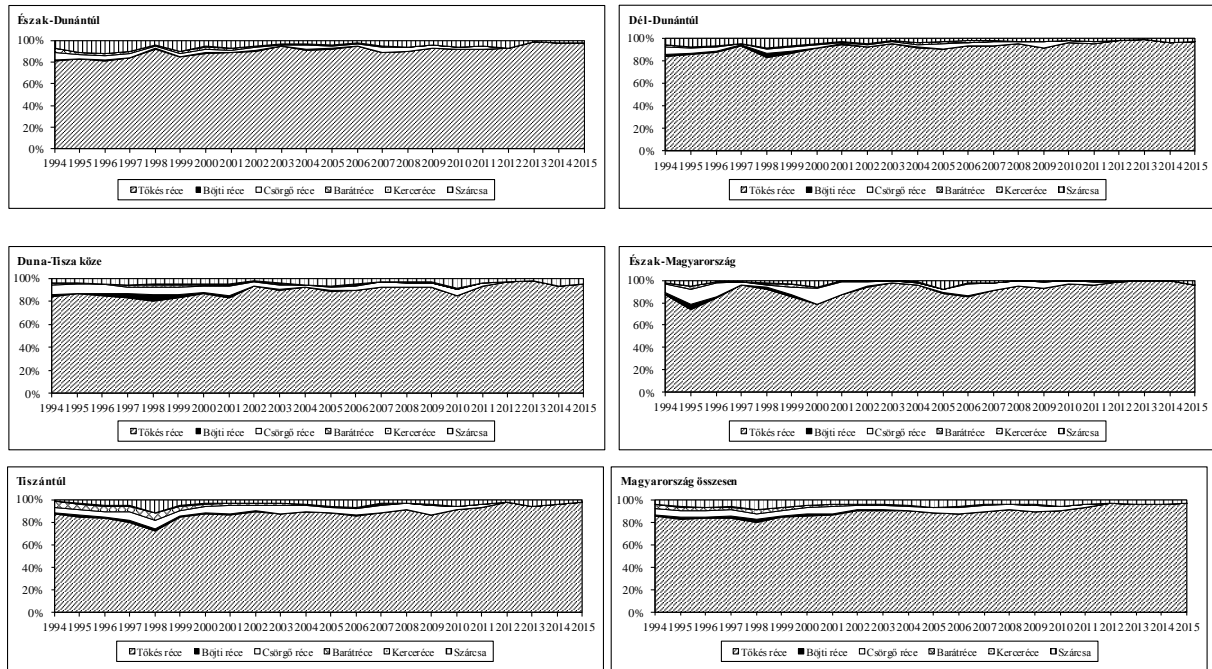 Észak-Dunántúl
100%
80%
60%
40%
20%
0%
1994 1995 1996 1997 1998 1999 2000 2001 2002 2003 2004 2005 2006 2007 2008 2009 2010 2011 2012 2013 2014 2015
Tőkés réce Böjti réce Csörgő réce Barátréce Kerceréce Szárcsa
Dél-Dunántúl
100%
80%
60%
40%
20%
0%
1994 1995 1996 1997 1998 1999 2000 2001 2002 2003 2004 2005 2006 2007 2008 2009 2010 2011 2012 2013 2014 2015
Tőkés réce Böjti réce Csörgő réce Barátréce Kerceréce Szárcsa
Duna-Tisza köze
100%
80%
60%
40%
20%
0%
1994 1995 1996 1997 1998 1999 2000 2001 2002 2003 2004 2005 2006 2007 2008 2009 2010 2011 2012 2013 2014 2015
Tőkés réce Böjti réce Csörgő réce Barátréce Kerceréce Szárcsa
Észak-Magyarország
100%
80%
60%
40%
20%
0%
1994 1995 1996 1997 1998 1999 2000 2001 2002 2003 2004 2005 2006 2007 2008 2009 2010 2011 2012 2013 2014 2015
Tőkés réce Böjti réce Csörgő réce Barátréce Kerceréce Szárcsa
Tiszántúl
100%
80%
60%
40%
20%
0%
1994 1995 1996 1997 1998 1999 2000 2001 2002 2003 2004 2005 2006 2007 2008 2009 2010 2011 2012 2013 2014 2015
Tőkés réce Böjti réce Csörgő réce Barátréce Kerceréce Szárcsa
Magyarország összesen
100%
80%
60%
40%
20%
0%
1994 1995 1996 1997 1998 1999 2000 2001 2002 2003 2004 2005 2006 2007 2008 2009 2010 2011 2012 2013 2014 2015
Tőkés réce Böjti réce Csörgő réce Barátréce Kerceréce Szárcsa